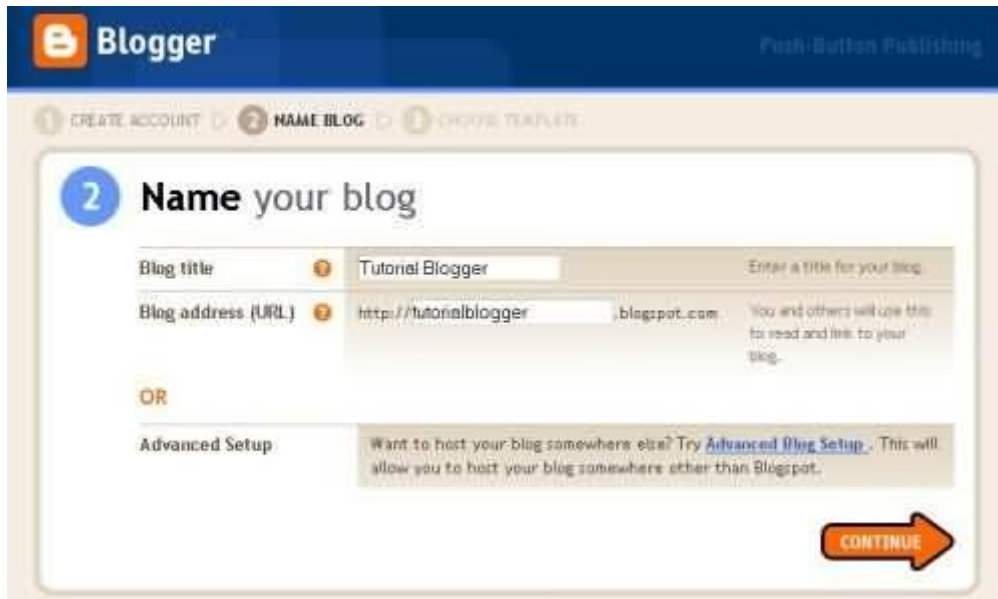 Blogger
Push-Button Publishing
1 CREATE ACCOUNT 2 NAME BLOG 3 CHOOSE TEMPLATE
2 Name your blog
Blog title ? Tutorial Blogger Enter a title for your blog.
Blog address (URL) ? http://tutorialblogger .blogspot.com You and others will use this
to read and link to your
blog.
OR
Advanced Setup Want to host your blog somewhere else? Try Advanced Blog Setup . This will
allow you to host your blog somewhere other than Blogspot.
CONTINUE